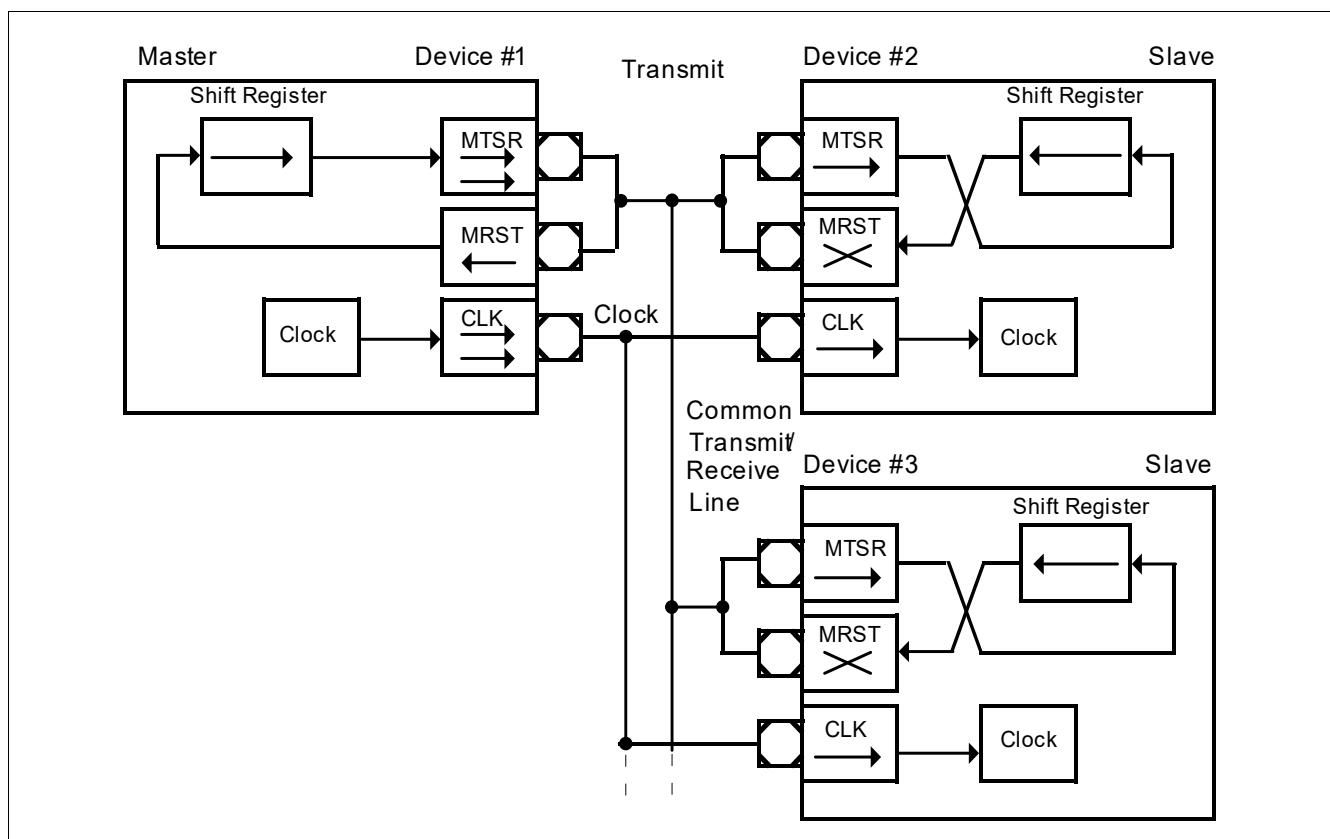 Master Device #1
Transmit
Device #2 Slave
Shift Register
Shift Register
MTSR
MTSR
MRST
MRST
Clock
CLK
Clock
CLK
Clock
Common
Transmit/
Receive
Line
Device #3 Slave
Shift Register
MTSR
MRST
CLK
Clock